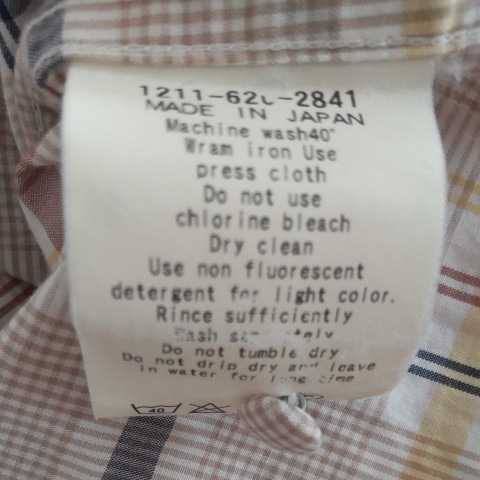 1211-620-2841
MADE IN JAPAN
Machine wash40°
Wram iron Use
press cloth
Do not use
chlorine bleach
Dry clean
Use non fluorescent
detergent for light color.
Rince sufficiently
Do not tumble dry
Do not drip dry and leave
in water for long time
40